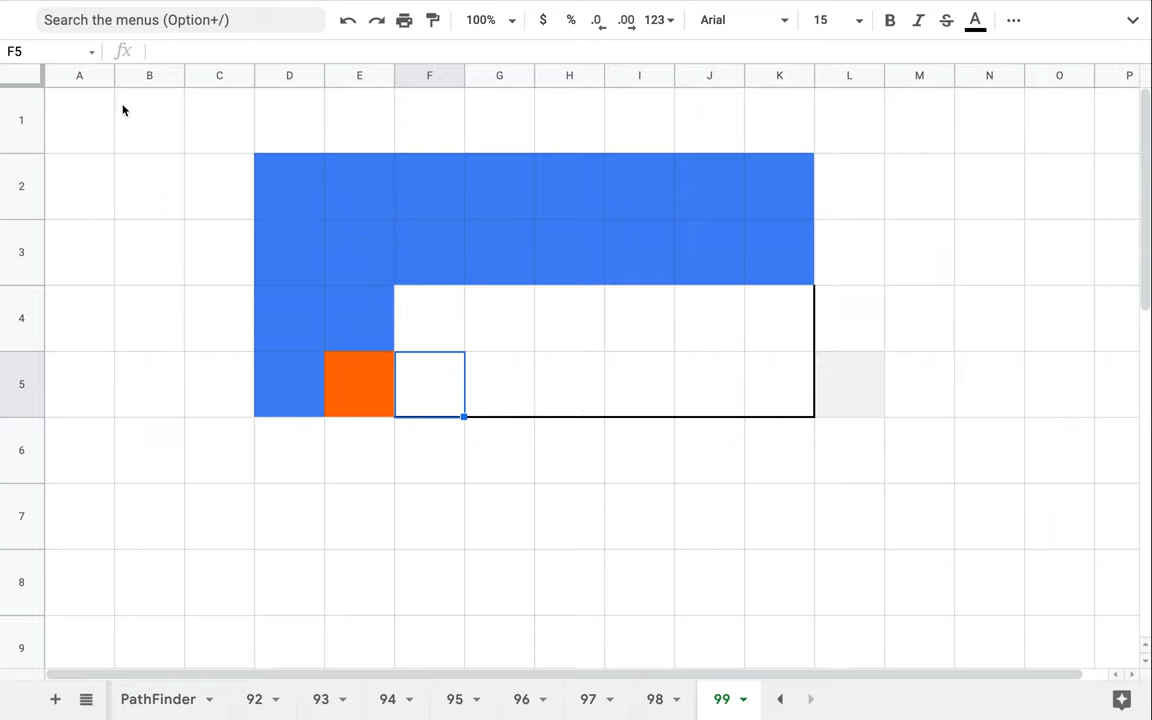 Search the menus (Option+/) 100% $ % .0 .00 123 Arial 15 B I S A
F5 fx
A B C D E F G H I J K L M N O P
1
2
3
4
5
6
7
8
9
+ PathFinder 92 93 94 95 96 97 98 99